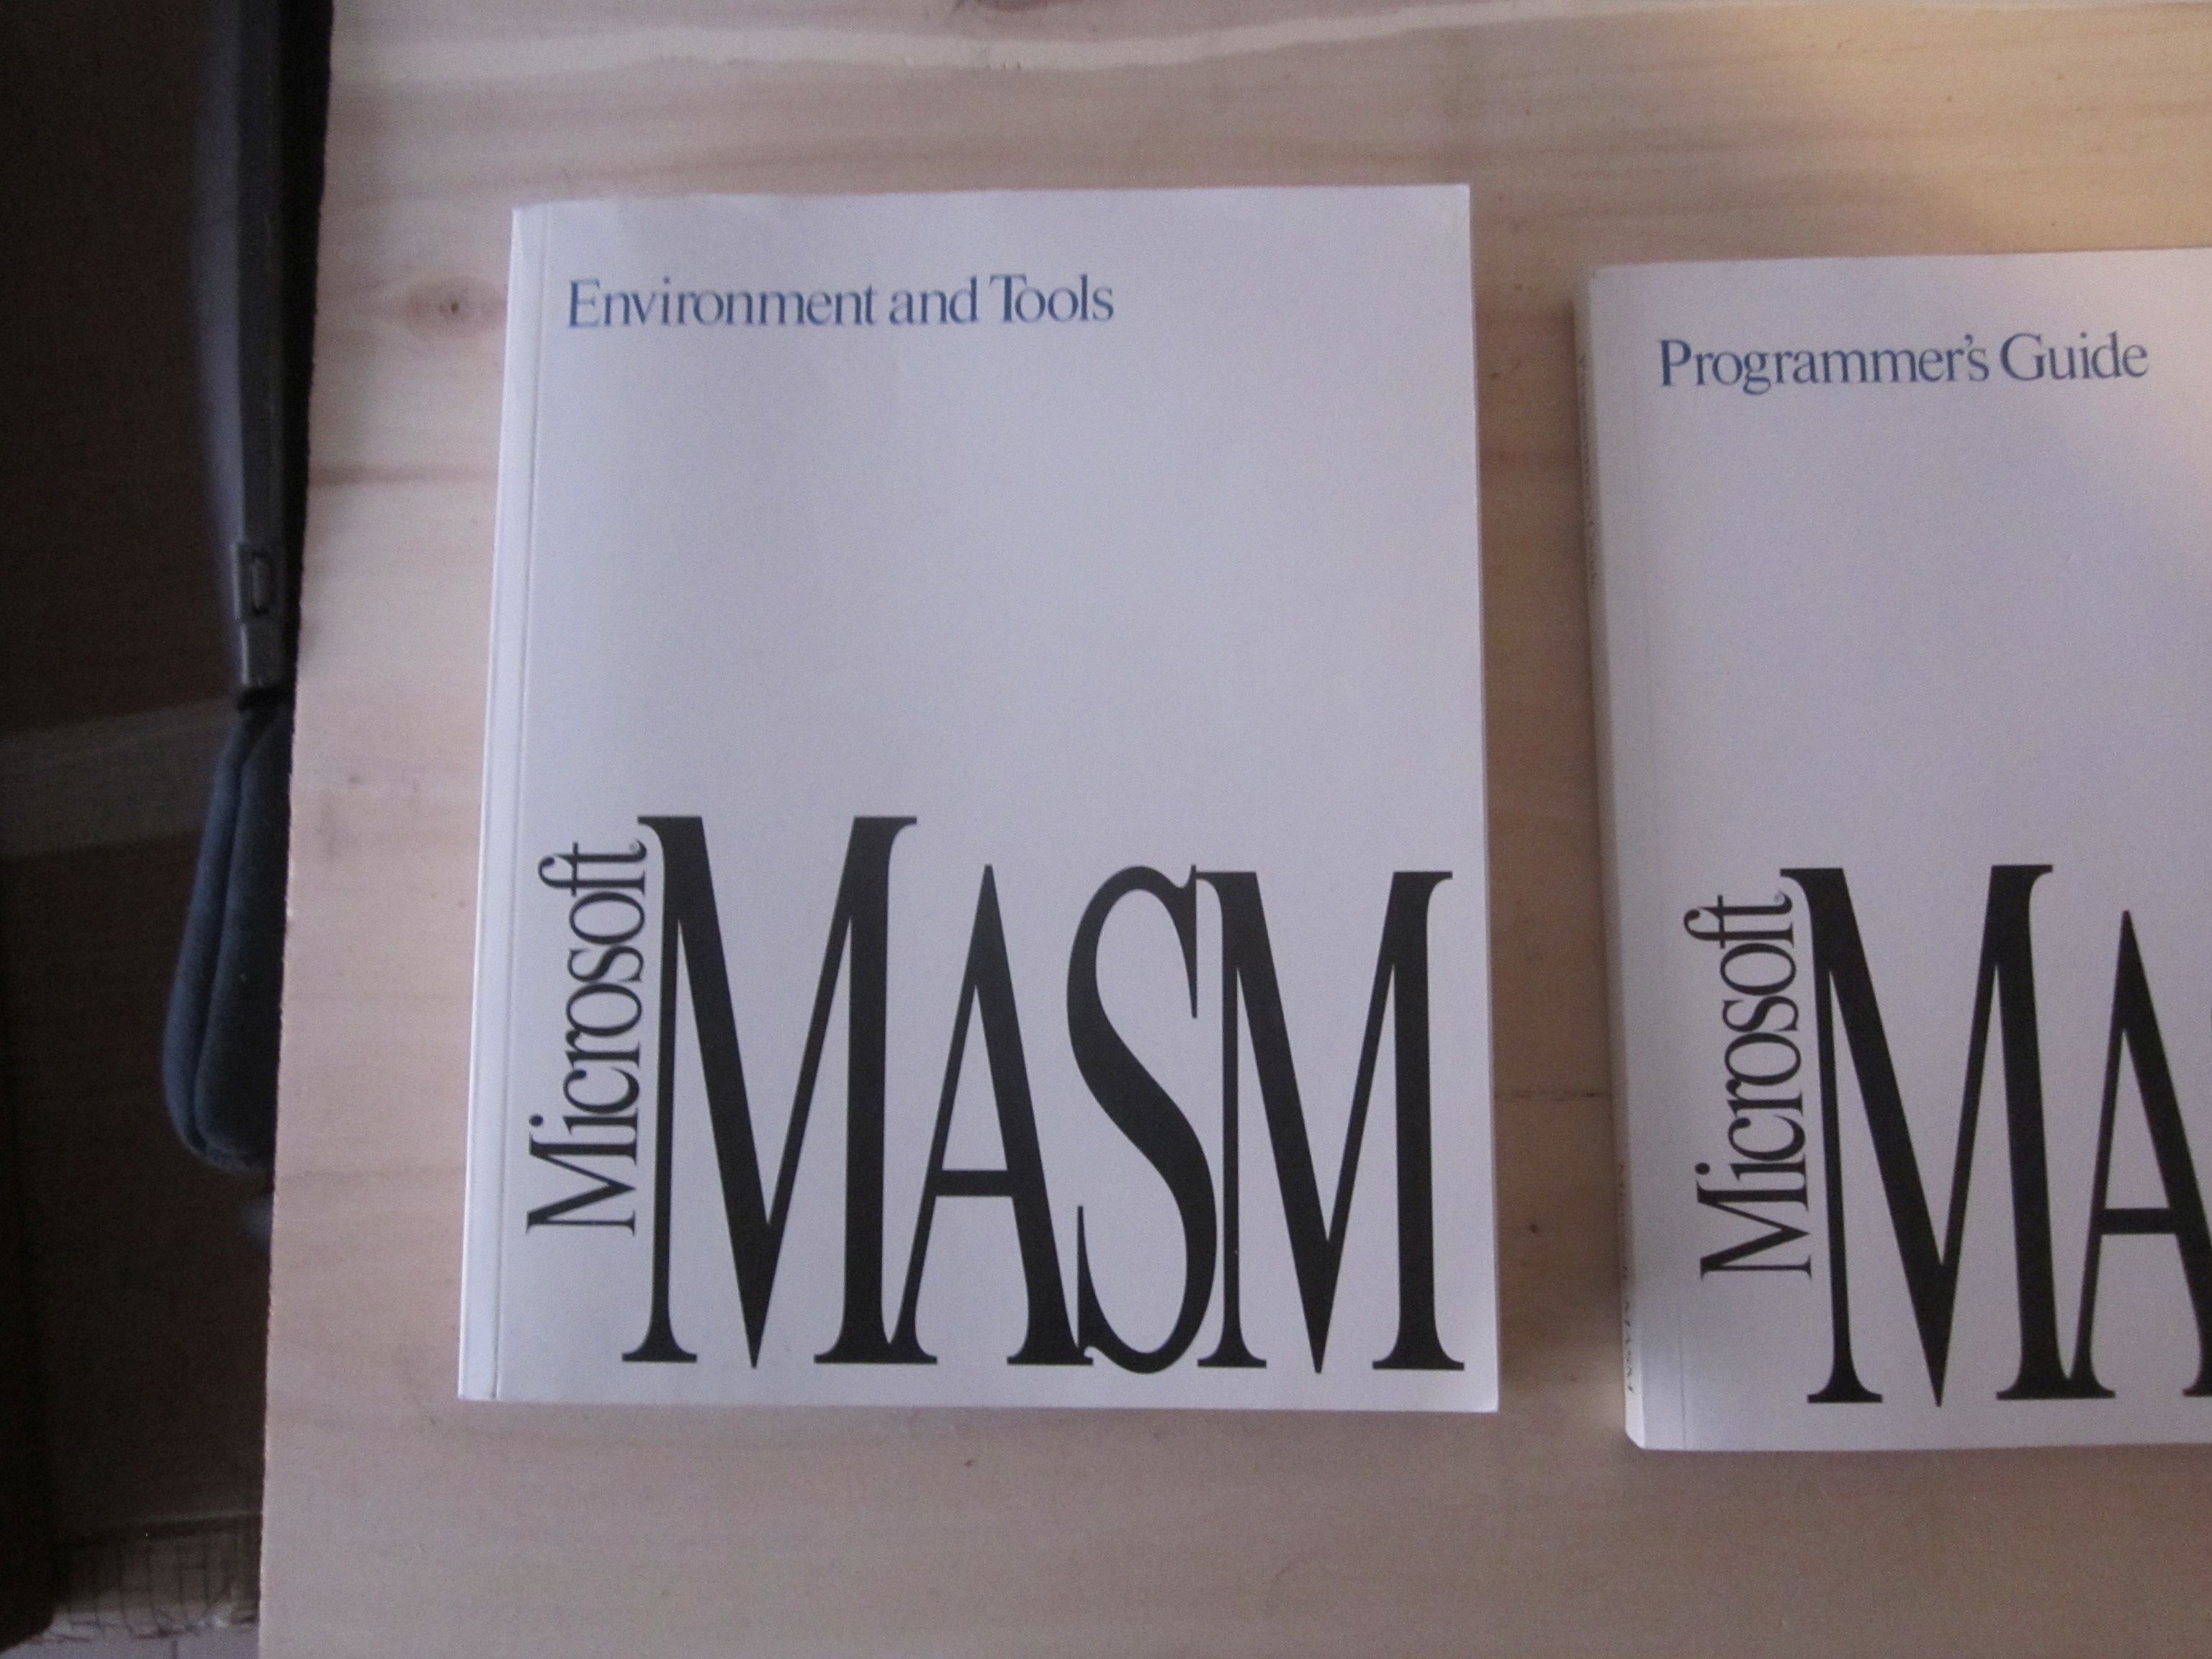 Environment and Tools
Microsoft
MASM
Programmer's Guide
Microsoft
MA